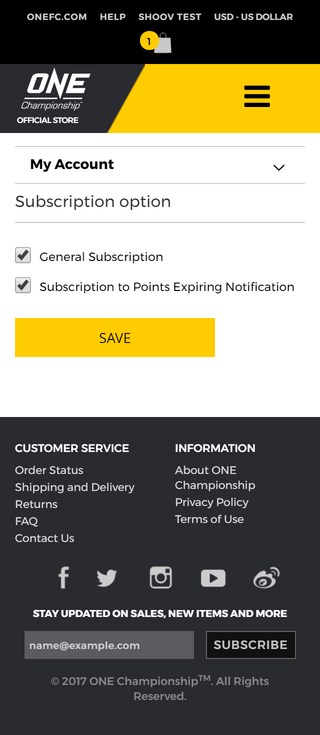 ONEFC.COM HELP SHOOV TEST USD - US DOLLAR
1
ONE
Championship
OFFICIAL STORE
My Account
Subscription option
General Subscription
Subscription to Points Expiring Notification
SAVE
CUSTOMER SERVICE
Order Status
Shipping and Delivery
Returns
FAQ
Contact Us
INFORMATION
About ONE
Championship
Privacy Policy
Terms of Use
STAY UPDATED ON SALES, NEW ITEMS AND MORE
name@example.com SUBSCRIBE
© 2017 ONE Championship™. All Rights
Reserved.